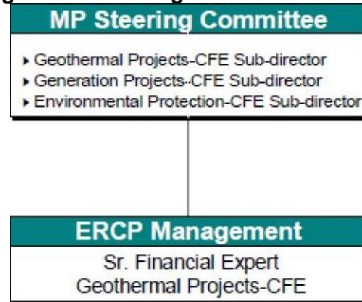 MP Steering Committee
▸ Geothermal Projects-CFE Sub-director
▸ Generation Projects-CFE Sub-director
▸ Environmental Protection-CFE Sub-director
ERCP Management
Sr. Financial Expert
Geothermal Projects-CFE